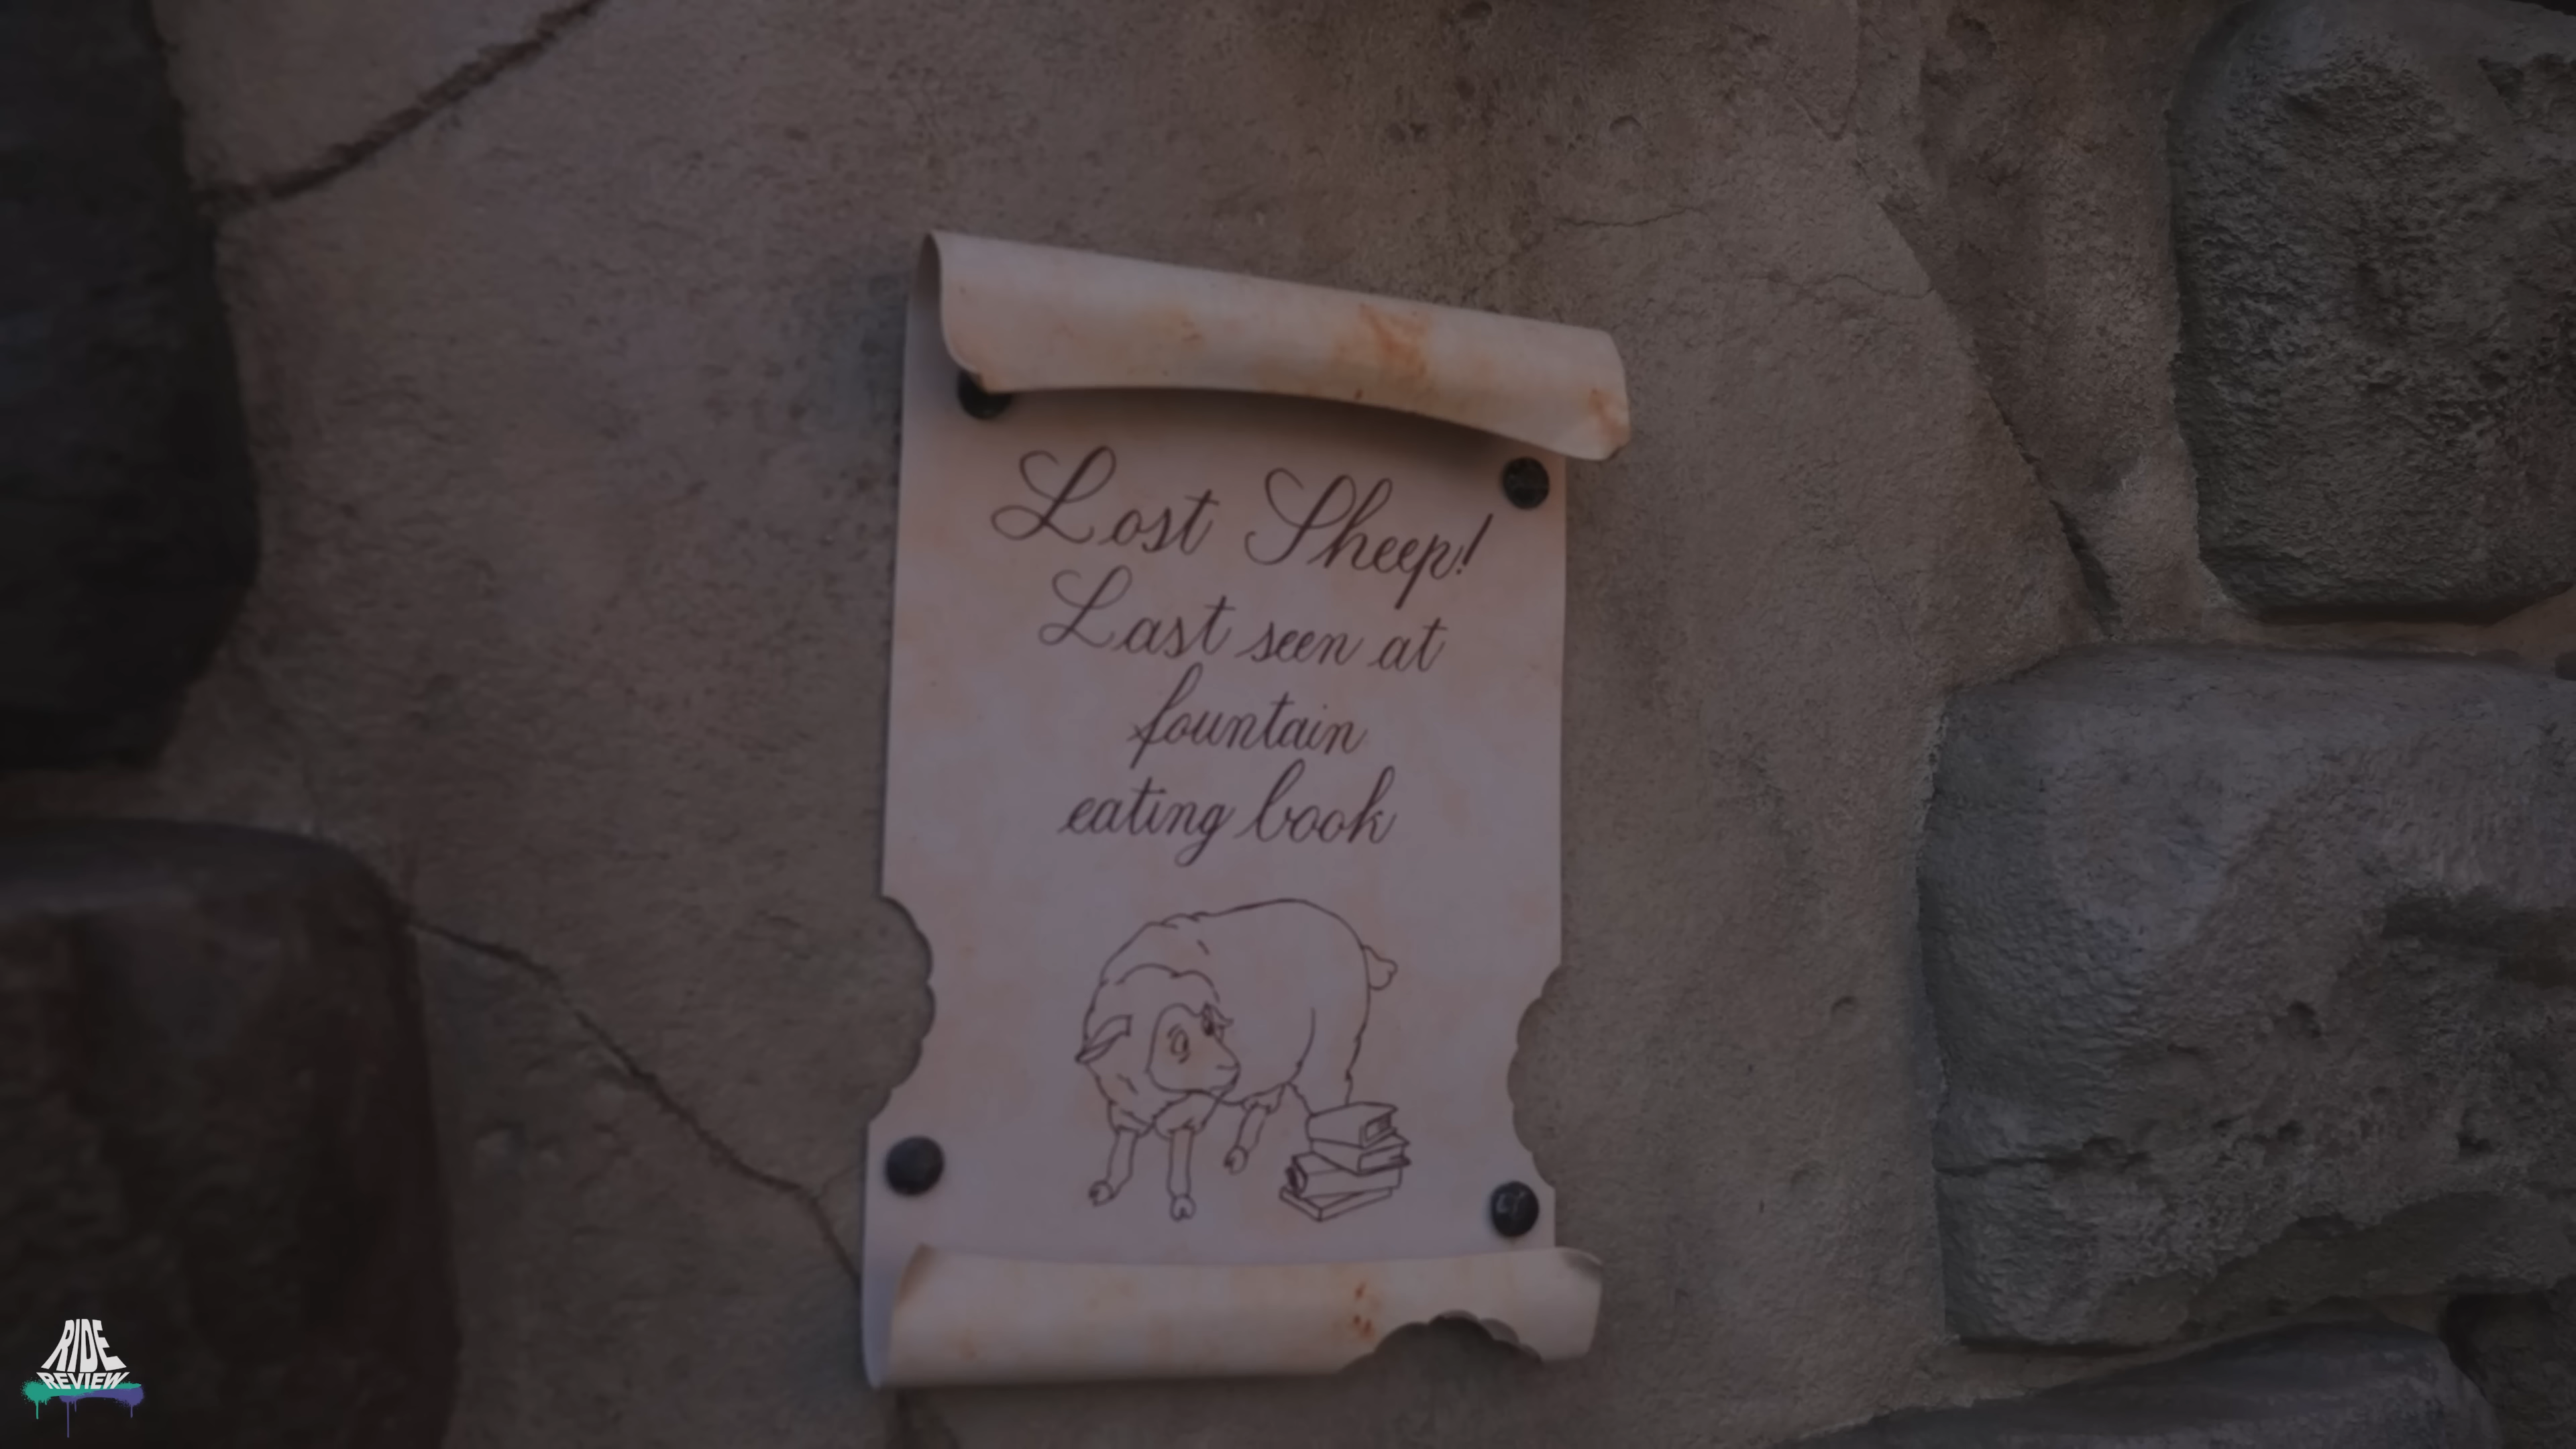 Lost Sheep!
Last seen at
fountain
eating book
RIDE
REVIEW